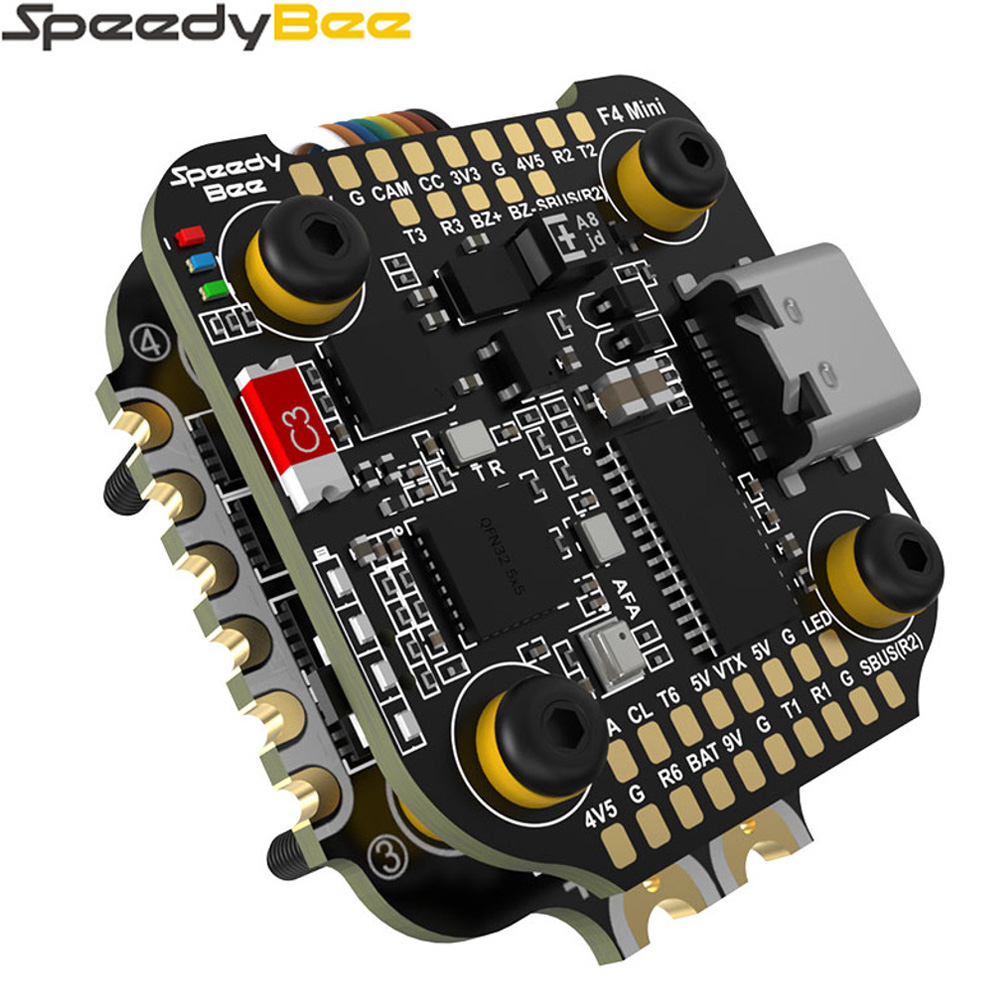 SpeedyBee
F4 Mini
Speedy
Bee
G CAM CC 3V3 G 4V5 R2 T2
T3 R3 BZ+ BZ- SBUS(R2)
A8
jd
4
C3
TR
QFN32 5x5
AFA
A CL T6 5V VTX 5V G LED
4V5 G R6 BAT 9V G T1 R1 G SBUS(R2)
3